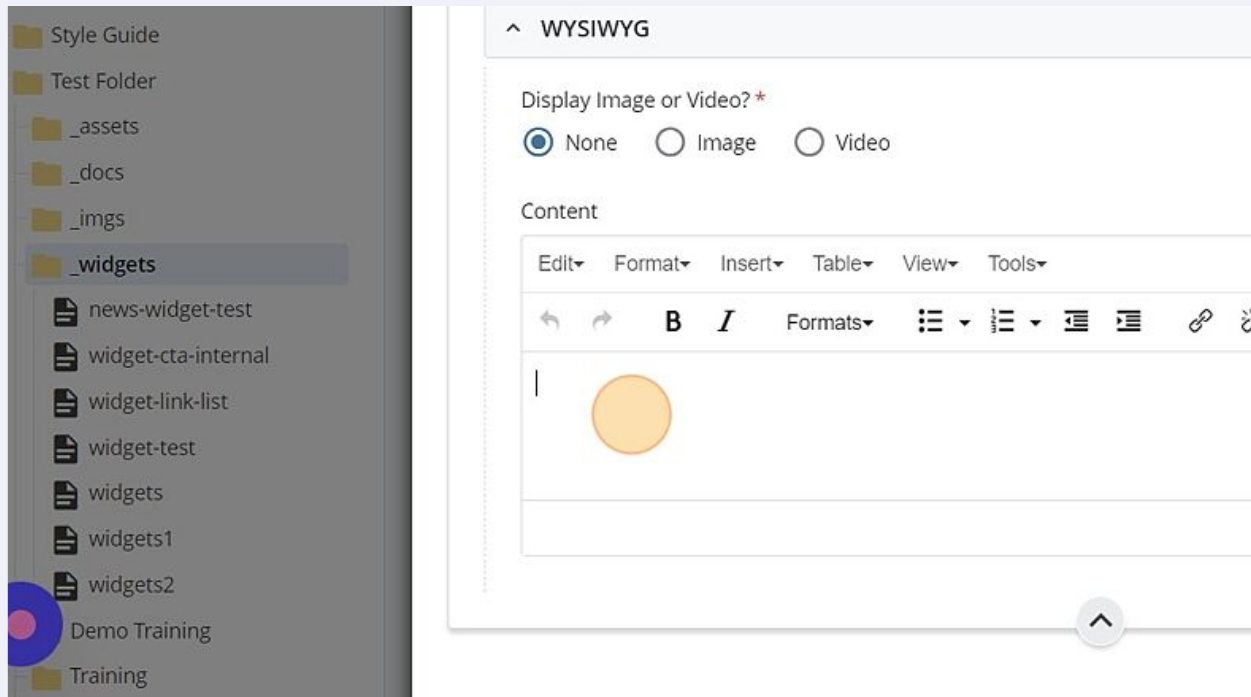 Style Guide
Test Folder
_assets
_docs
_imgs
_widgets
news-widget-test
widget-cta-internal
widget-link-list
widget-test
widgets
widgets1
widgets2
Demo Training
Training
WYSIWYG
Display Image or Video? *
None Image Video
Content
Edit Format Insert Table View Tools
B I Formats